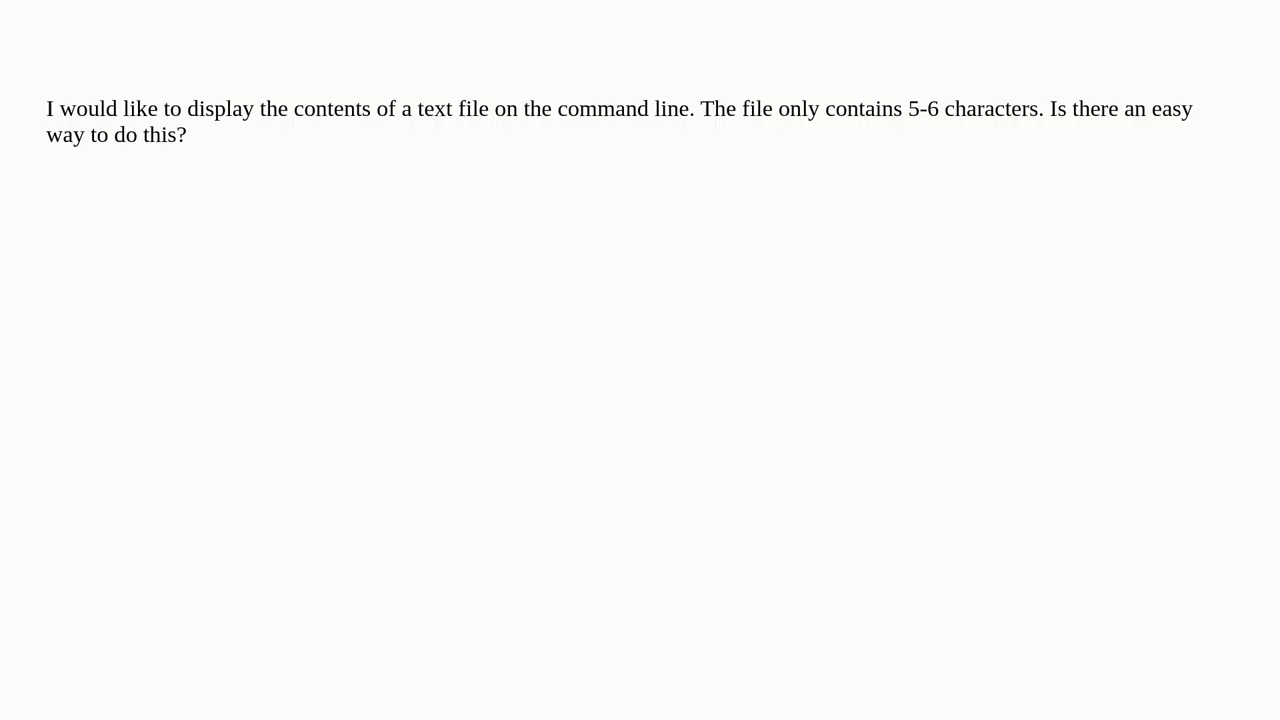 I would like to display the contents of a text file on the command line. The file only contains 5-6 characters. Is there an easy
way to do this?